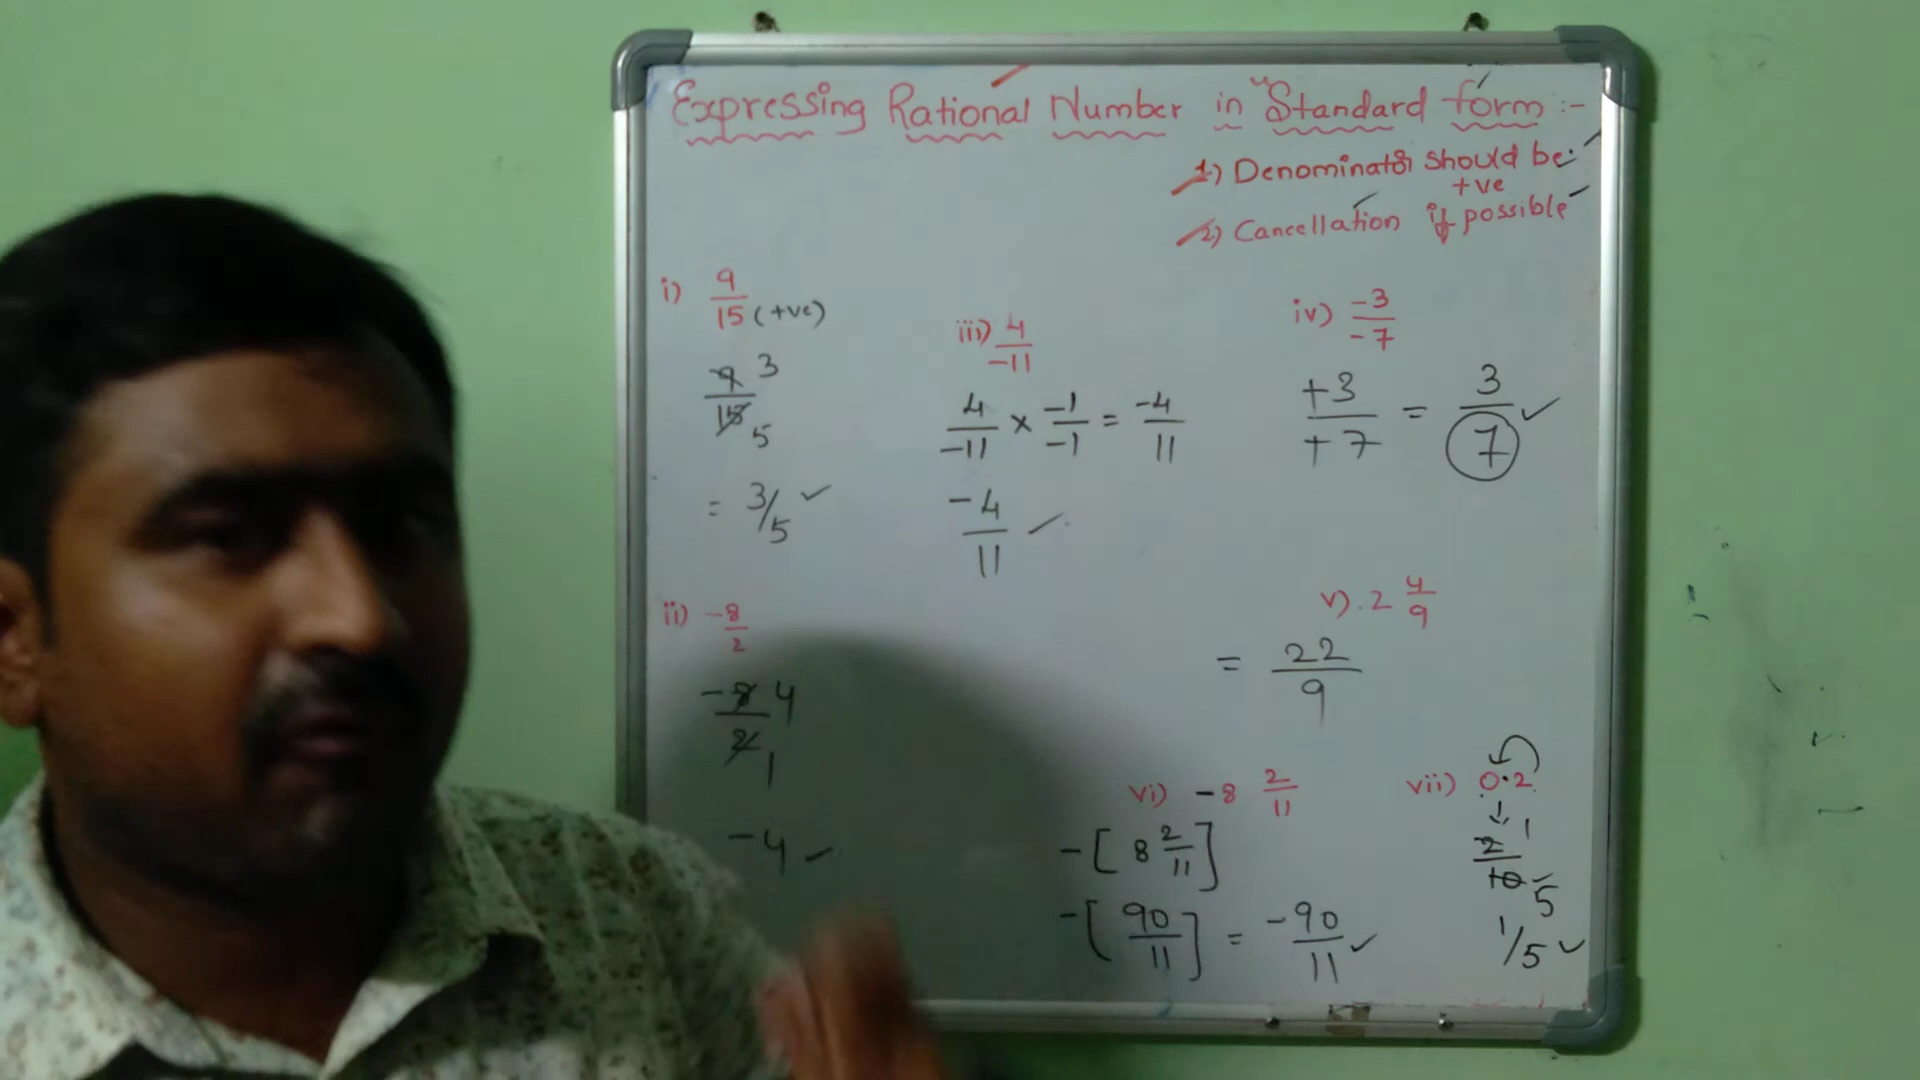 Expressing Rational Number in "Standard form :-
1) Denominator should be
+ve
2) Cancellation if possible
i) 9/15 (+ve)
9/15 3/5
= 3/5 ✓
ii) -8/2
-8/2 4/1
-4 ✓
iii) 4/-11
4/-11 × -1/-1 = -4/11
-4/11 ✓
iv) -3/-7
+3/+7 = 3/7 ✓
v) . 2 4/9
= 22/9
vi) -8 2/11
-[8 2/11]
-[90/11] = -90/11 ✓
vii) 0.2
2/10 1/5
1/5 ✓